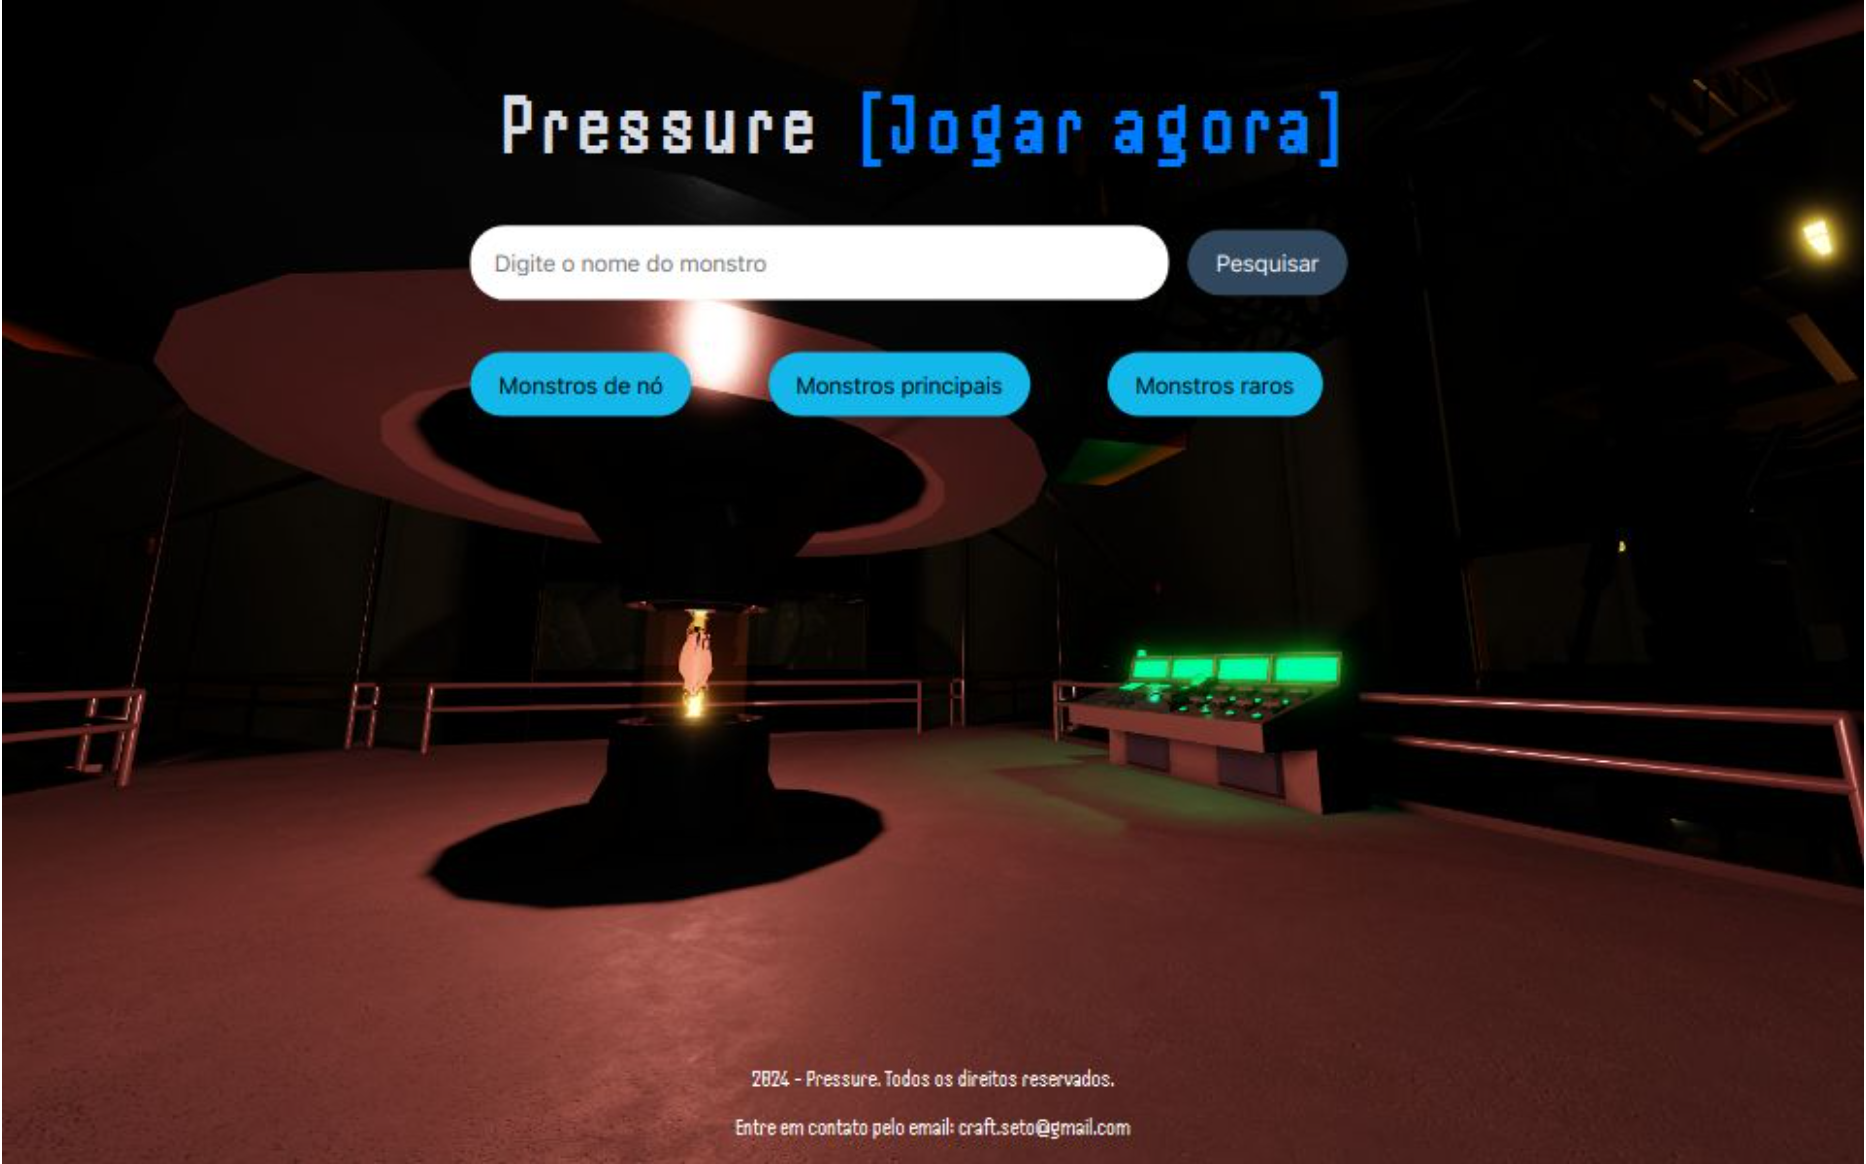 Pressure [Jogar agora]
Digite o nome do monstro
Pesquisar
Monstros de nó
Monstros principais
Monstros raros
2024 - Pressure. Todos os direitos reservados.
Entre em contato pelo email: craft.seto@gmail.com